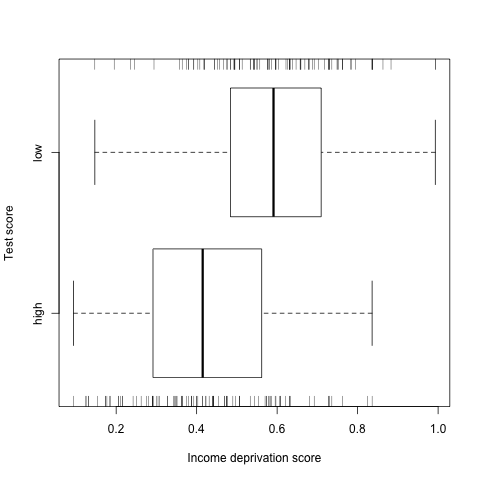 low
Test score
high
0.2 0.4 0.6 0.8 1.0
Income deprivation score